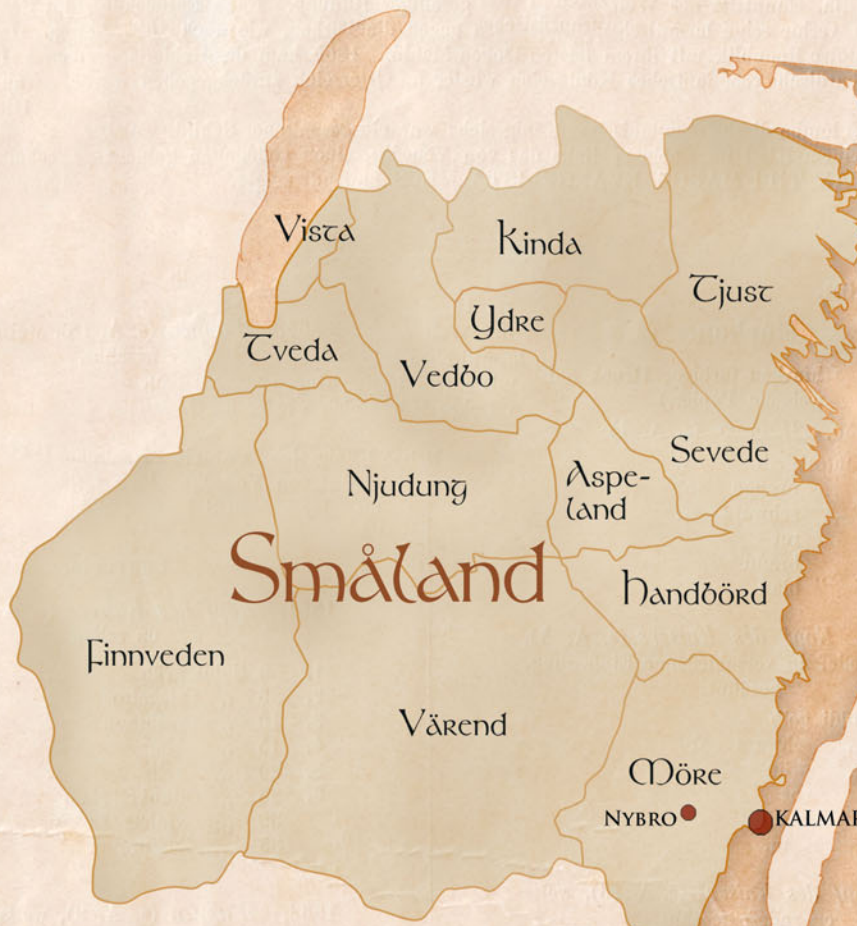 Vista
Kinda
Tjust
Ydre
Tveda
Vedbo
Sevede
Njudung
Aspe-
land
Småland
Handbörd
Finnveden
Värend
Möre
NYBRO
KALMAR